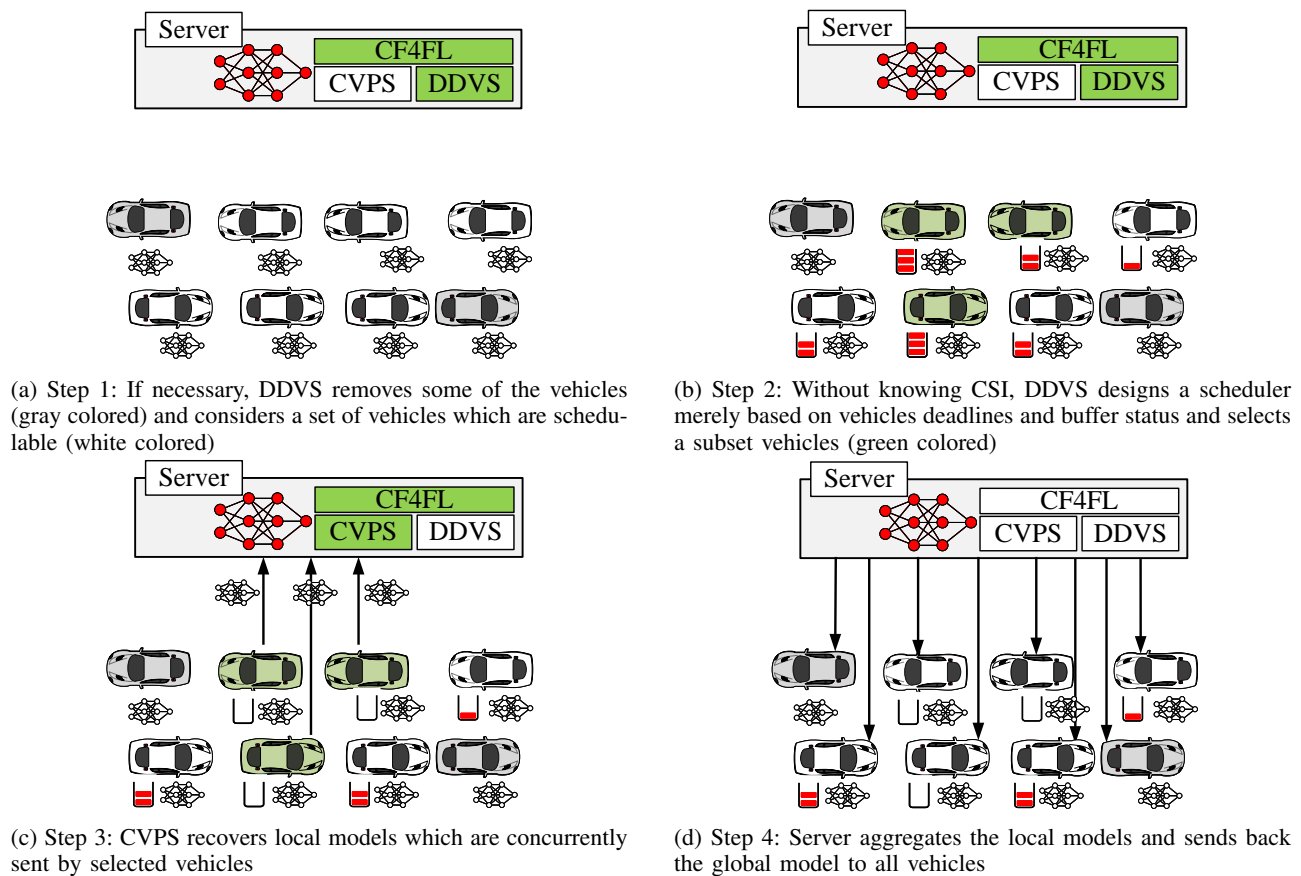 Server
CF4FL
CVPS DDVS
(a) Step 1: If necessary, DDVS removes some of the vehicles
(gray colored) and considers a set of vehicles which are schedu-
lable (white colored)
Server
CF4FL
CVPS DDVS
(b) Step 2: Without knowing CSI, DDVS designs a scheduler
merely based on vehicles deadlines and buffer status and selects
a subset vehicles (green colored)
Server
CF4FL
CVPS DDVS
(c) Step 3: CVPS recovers local models which are concurrently
sent by selected vehicles
Server
CF4FL
CVPS DDVS
(d) Step 4: Server aggregates the local models and sends back
the global model to all vehicles